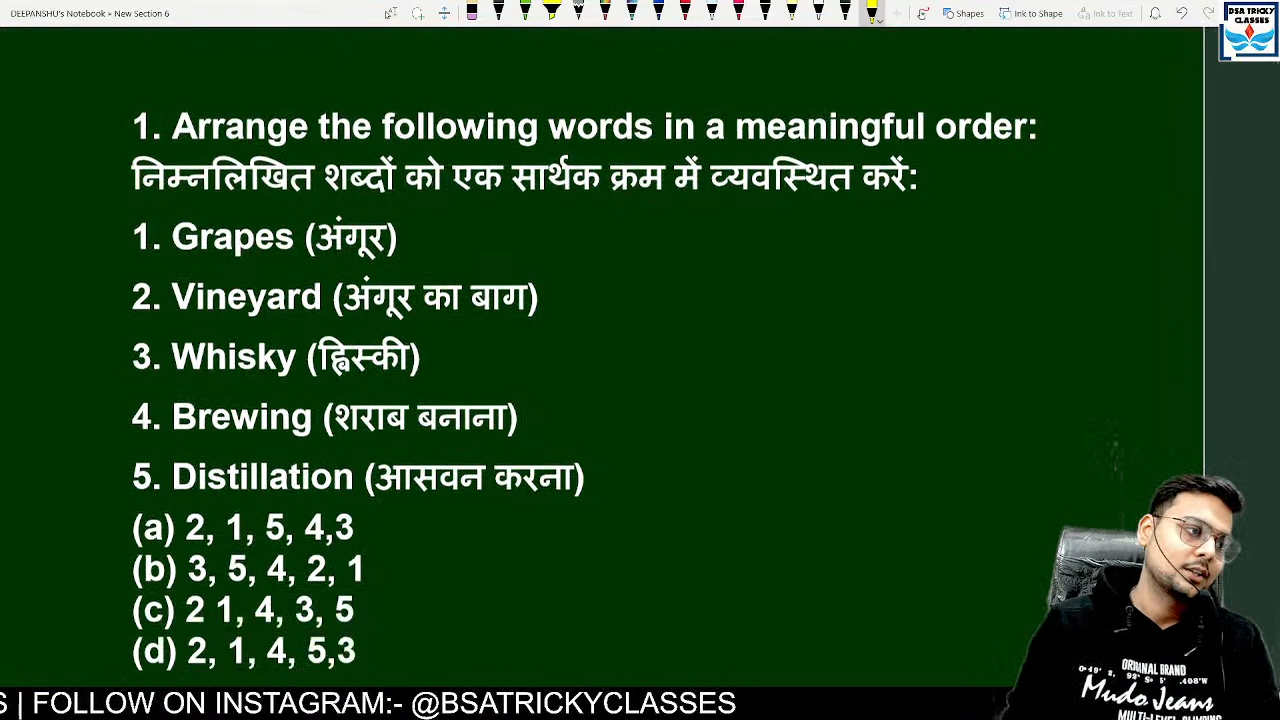 DEEPANSHU's Notebook » New Section 6
Shapes
Ink to Shape
Ink to Text
BSA TRICKY
CLASSES
1. Arrange the following words in a meaningful order:
निम्नलिखित शब्दों को एक सार्थक क्रम में व्यवस्थित करें:
1. Grapes (अंगूर)
2. Vineyard (अंगूर का बाग)
3. Whisky (ह्विस्की)
4. Brewing (शराब बनाना)
5. Distillation (आसवन करना)
(a) 2, 1, 5, 4,3
(b) 3, 5, 4, 2, 1
(c) 2 1, 4, 3, 5
(d) 2, 1, 4, 5,3
ORIGINAL BRAND
Mudo Jeans
S | FOLLOW ON INSTAGRAM:- @BSATRICKYCLASSES